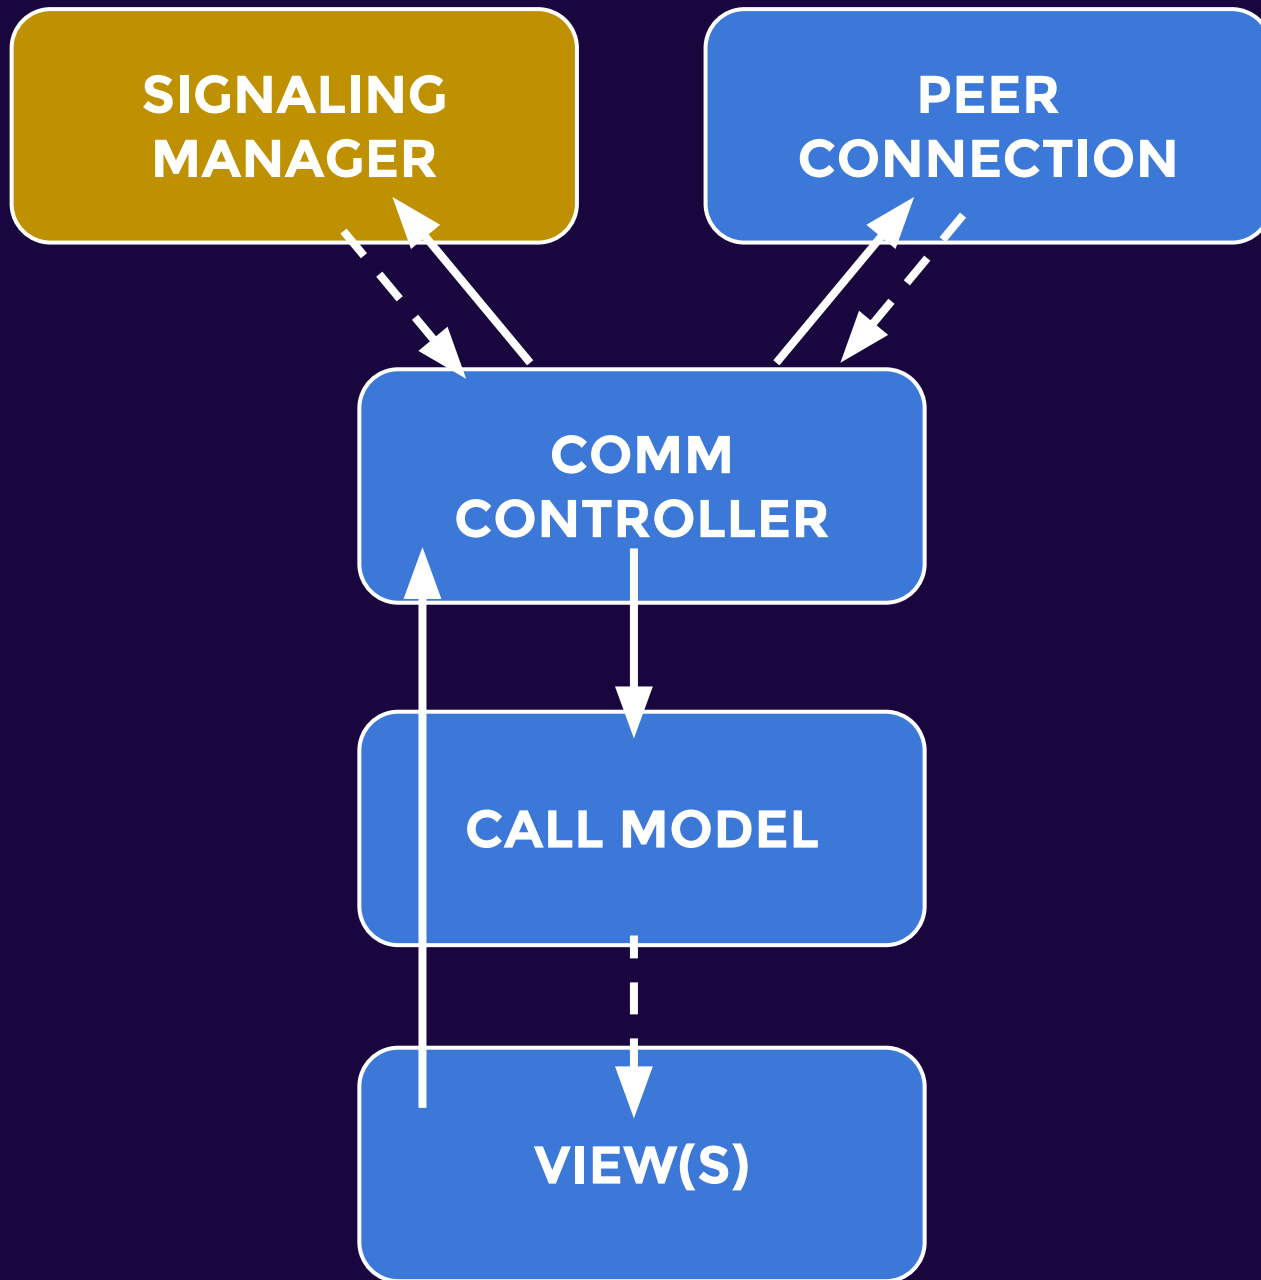 SIGNALING
MANAGER
PEER
CONNECTION
COMM
CONTROLLER
CALL MODEL
VIEW(S)